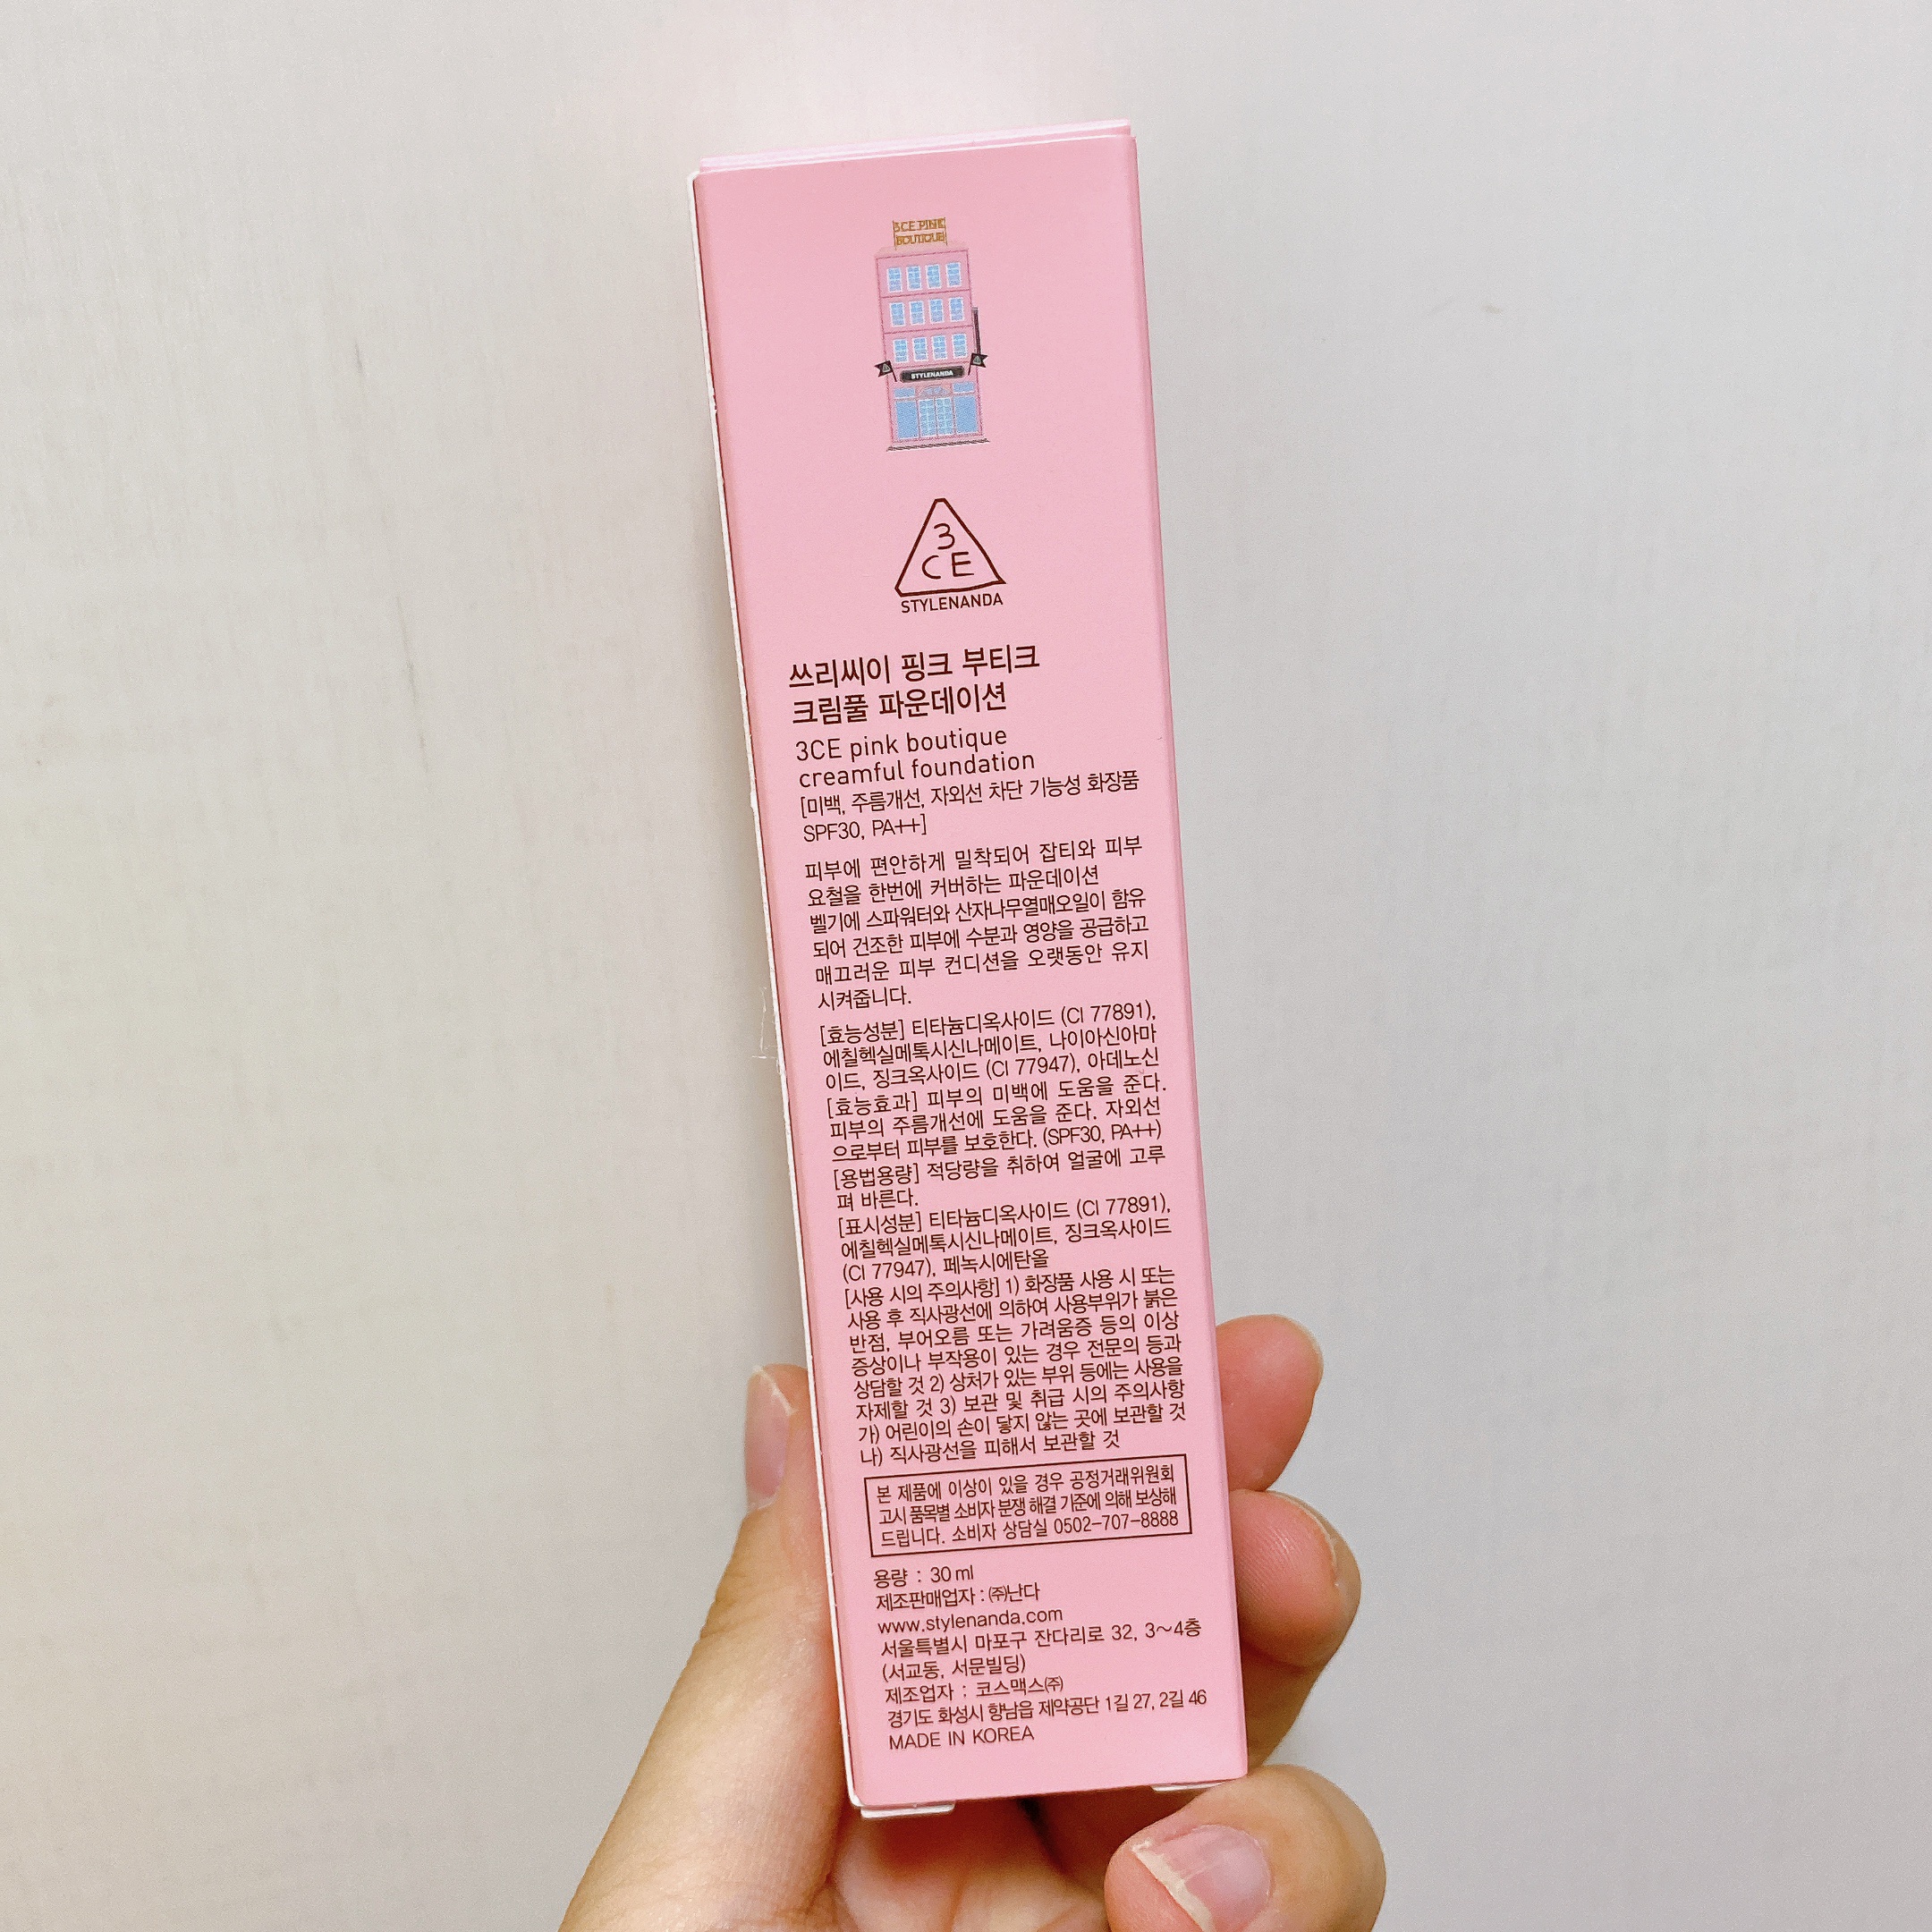 3CE PINK
BOUTIQUE
STYLENANDA
3
CE
STYLENANDA
쓰리씨이 핑크 부티크
크림풀 파운데이션
3CE pink boutique
creamful foundation
[미백, 주름개선, 자외선 차단 기능성 화장품
SPF30, PA++]
피부에 편안하게 밀착되어 잡티와 피부
요철을 한번에 커버하는 파운데이션
벨기에 스파워터와 산자나무열매오일이 함유
되어 건조한 피부에 수분과 영양을 공급하고
매끄러운 피부 컨디션을 오랫동안 유지
시켜줍니다.
[효능성분] 티타늄디옥사이드 (CI 77891),
에칠헥실메톡시신나메이트, 나이아신아마
이드, 징크옥사이드 (CI 77947), 아데노신
[효능효과] 피부의 미백에 도움을 준다.
피부의 주름개선에 도움을 준다. 자외선
으로부터 피부를 보호한다. (SPF30, PA++)
[용법용량] 적당량을 취하여 얼굴에 고루
펴 바른다.
[표시성분] 티타늄디옥사이드 (CI 77891),
에칠헥실메톡시신나메이트, 징크옥사이드
(CI 77947), 페녹시에탄올
[사용 시의 주의사항] 1) 화장품 사용 시 또는
사용 후 직사광선에 의하여 사용부위가 붉은
반점, 부어오름 또는 가려움증 등의 이상
증상이나 부작용이 있는 경우 전문의 등과
상담할 것 2) 상처가 있는 부위 등에는 사용을
자제할 것 3) 보관 및 취급 시의 주의사항
가) 어린이의 손이 닿지 않는 곳에 보관할 것
나) 직사광선을 피해서 보관할 것
본 제품에 이상이 있을 경우 공정거래위원회
고시 품목별 소비자 분쟁 해결 기준에 의해 보상해
드립니다. 소비자 상담실 0502-707-8888
용량 : 30 ml
제조판매업자 : ㈜난다
www.stylenanda.com
서울특별시 마포구 잔다리로 32, 3~4층
(서교동, 서문빌딩)
제조업자 : 코스맥스㈜
경기도 화성시 향남읍 제약공단 1길 27, 2길 46
MADE IN KOREA